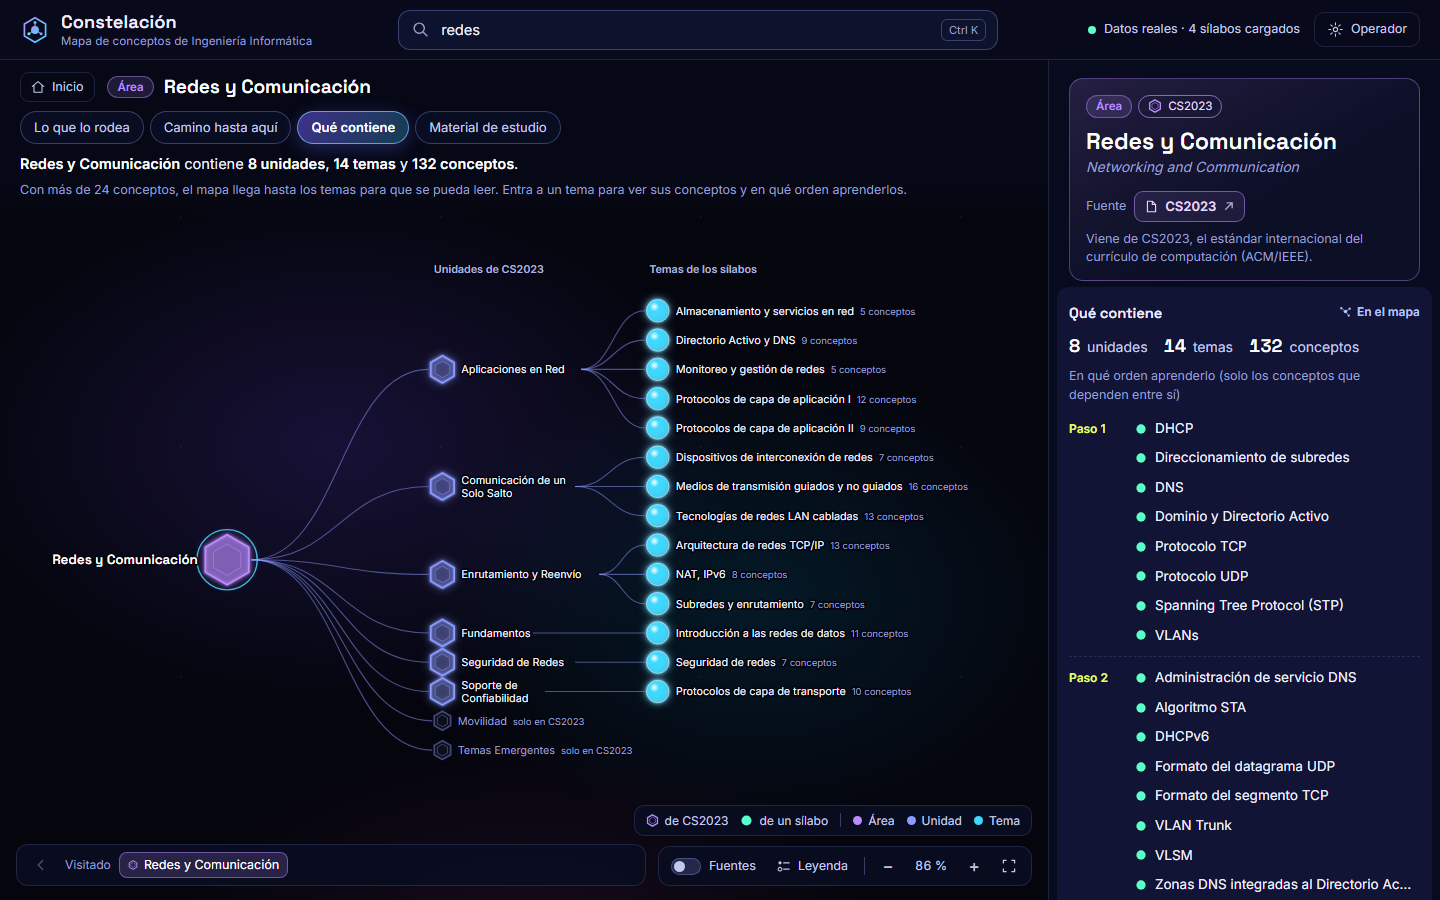 Constelación
Mapa de conceptos de Ingeniería Informática
redes
Ctrl K
Datos reales · 4 sílabos cargados
Operador
Inicio
Área
Redes y Comunicación
Lo que lo rodea
Camino hasta aquí
Qué contiene
Material de estudio
Redes y Comunicación contiene 8 unidades, 14 temas y 132 conceptos.
Con más de 24 conceptos, el mapa llega hasta los temas para que se pueda leer. Entra a un tema para ver sus conceptos y en qué orden aprenderlos.
Unidades de CS2023
Temas de los sílabos
Redes y Comunicación
Aplicaciones en Red
Almacenamiento y servicios en red 5 conceptos
Directorio Activo y DNS 9 conceptos
Monitoreo y gestión de redes 5 conceptos
Protocolos de capa de aplicación I 12 conceptos
Protocolos de capa de aplicación II 9 conceptos
Comunicación de un
Solo Salto
Dispositivos de interconexión de redes 7 conceptos
Medios de transmisión guiados y no guiados 16 conceptos
Tecnologías de redes LAN cabladas 13 conceptos
Enrutamiento y Reenvío
Arquitectura de redes TCP/IP 13 conceptos
NAT, IPv6 8 conceptos
Subredes y enrutamiento 7 conceptos
Fundamentos
Introducción a las redes de datos 11 conceptos
Seguridad de Redes
Seguridad de redes 7 conceptos
Soporte de
Confiabilidad
Protocolos de capa de transporte 10 conceptos
Movilidad solo en CS2023
Temas Emergentes solo en CS2023
de CS2023
de un sílabo
Área
Unidad
Tema
Visitado
Redes y Comunicación
Fuentes
Leyenda
− 86 % +
Área
CS2023
Redes y Comunicación
Networking and Communication
Fuente
CS2023 ↗
Viene de CS2023, el estándar internacional del
currículo de computación (ACM/IEEE).
Qué contiene
En el mapa
8 unidades 14 temas 132 conceptos
En qué orden aprenderlo (solo los conceptos que
dependen entre sí)
Paso 1
DHCP
Direccionamiento de subredes
DNS
Dominio y Directorio Activo
Protocolo TCP
Protocolo UDP
Spanning Tree Protocol (STP)
VLANs
Paso 2
Administración de servicio DNS
Algoritmo STA
DHCPv6
Formato del datagrama UDP
Formato del segmento TCP
VLAN Trunk
VLSM
Zonas DNS integradas al Directorio Ac...